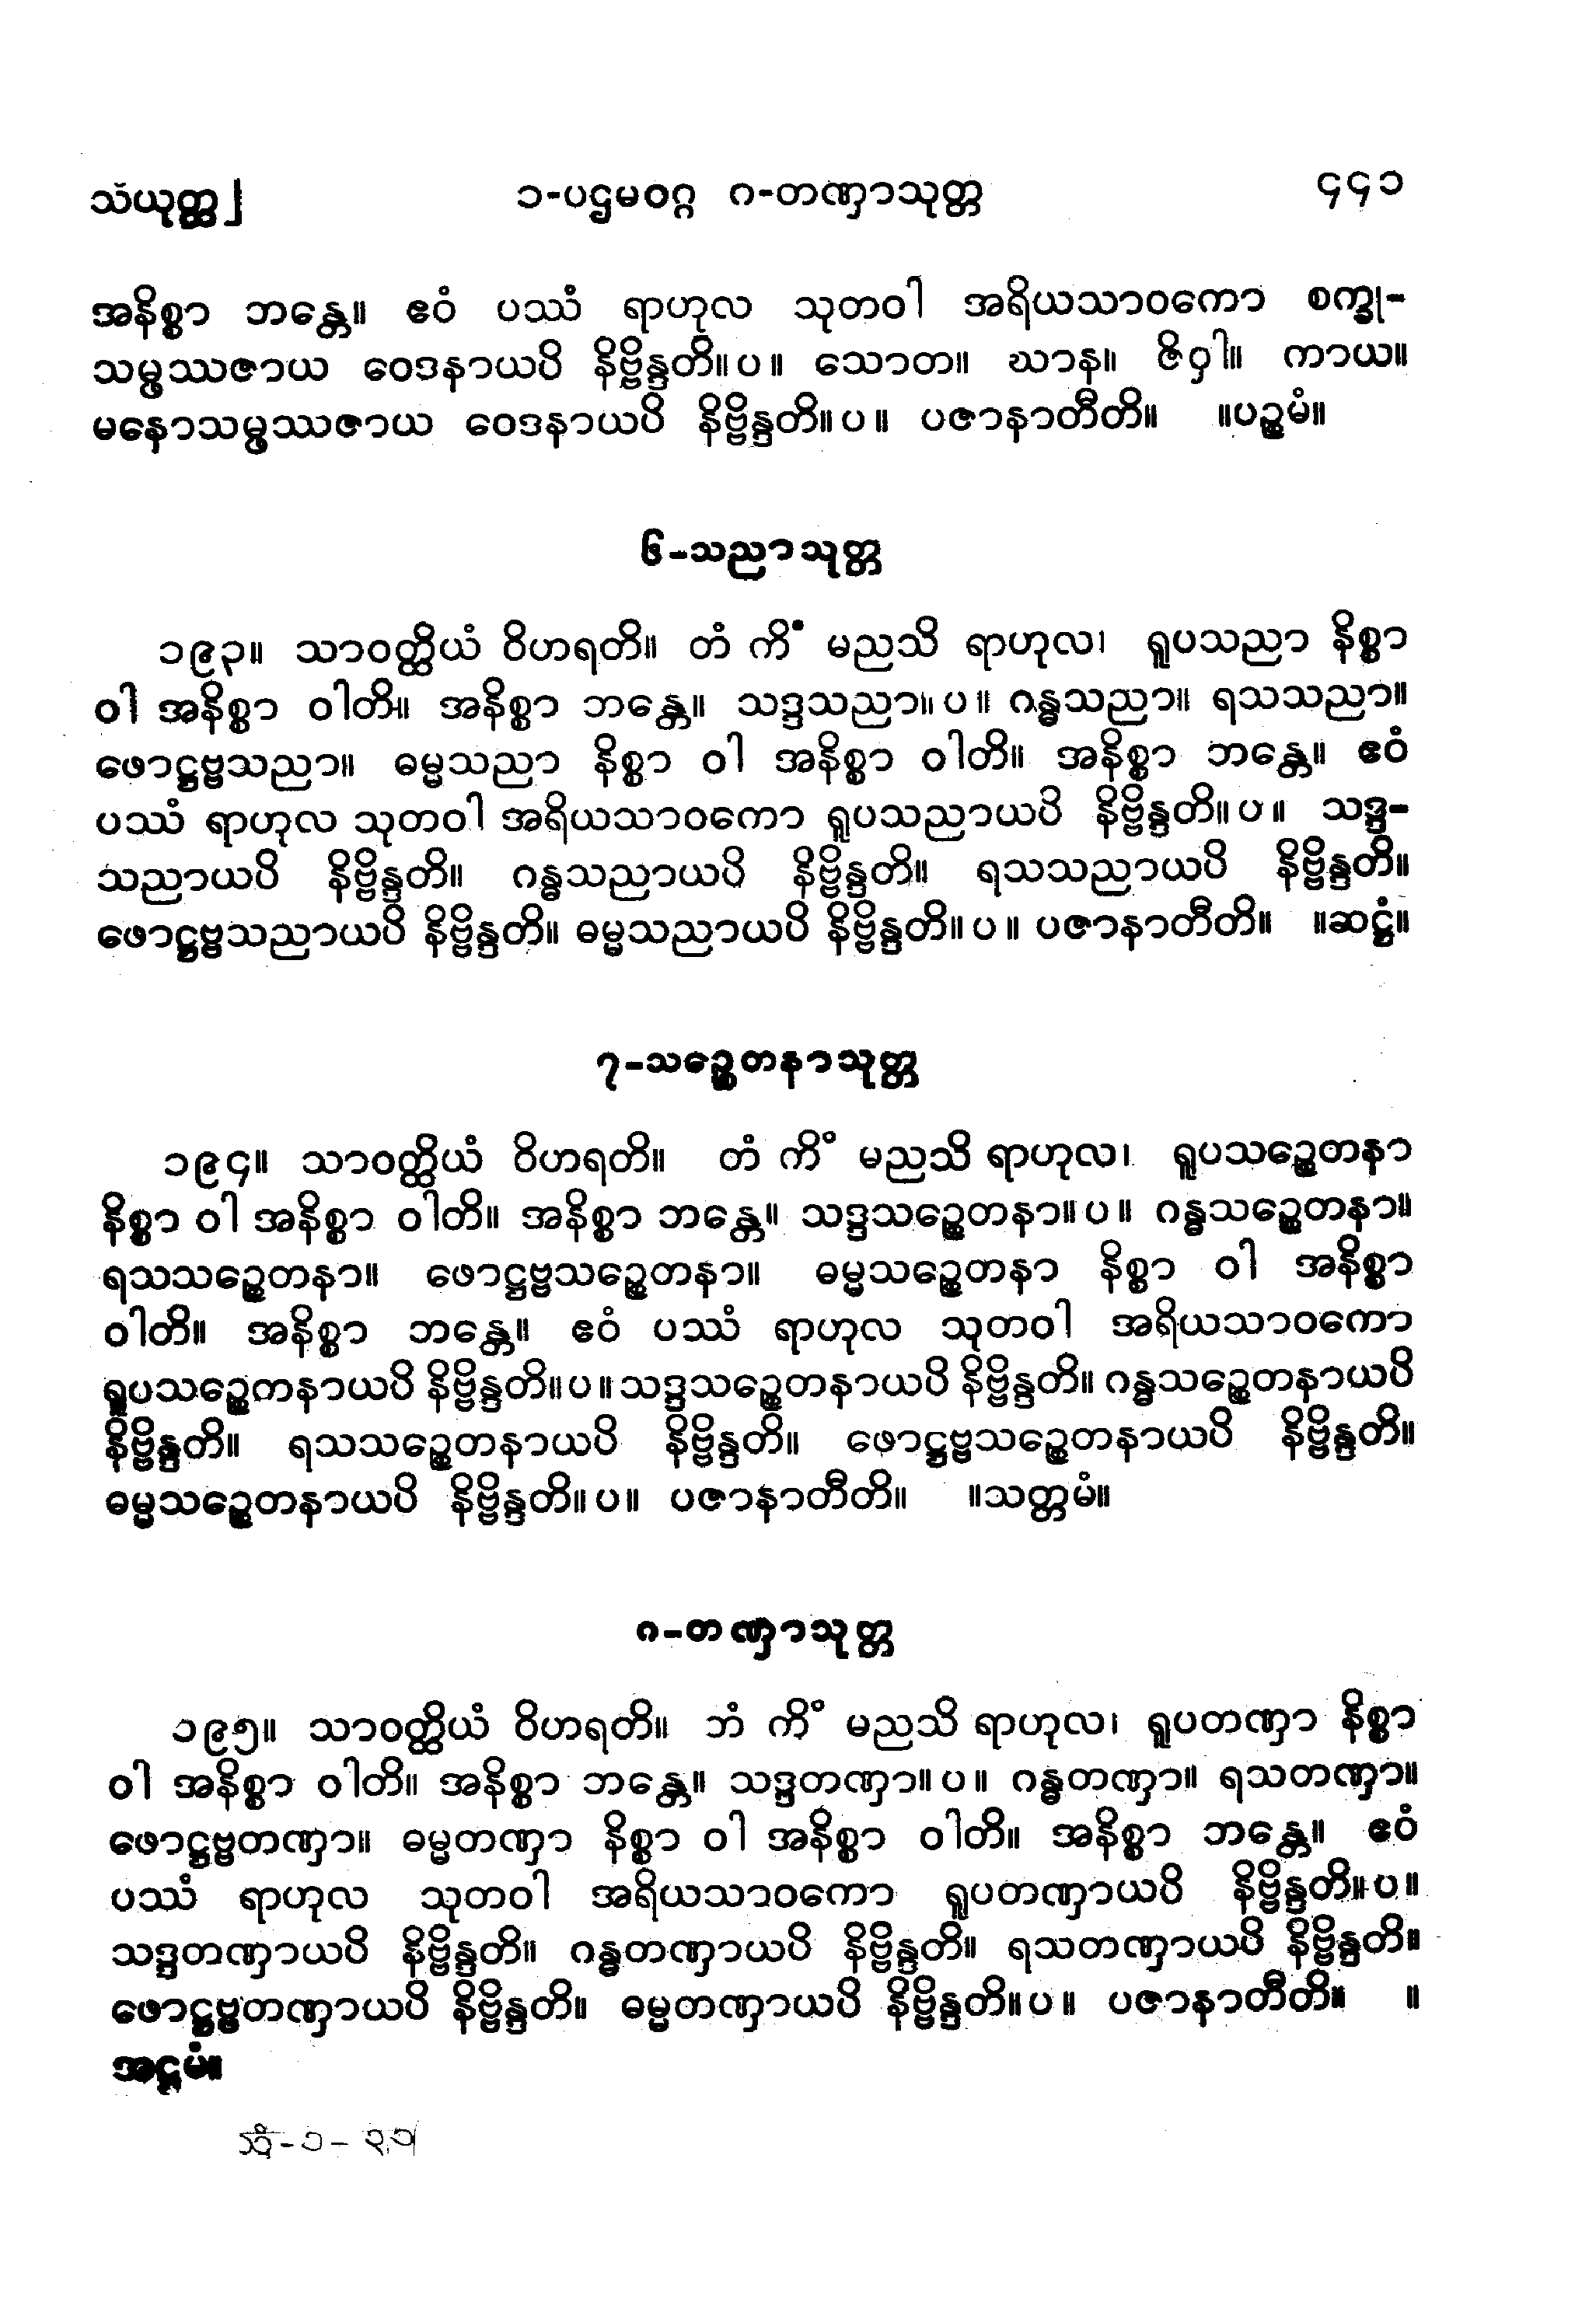 သံယုတ္တ] ၁-ပဌမဝဂ္ဂ ဂ-တဏှာသုတ္တ ၄၄၁
အနိစ္စာ ဘန္တေ။ ဧဝံ ပဿံ ရာဟုလ သုတဝါ အရိယသာဝကော စက္ခု-
သမ္ဖဿဇာယ ဝေဒနာယပိ နိဗ္ဗိန္ဒတိ။ပ။ သောတ။ ဃာန။ ဇိဝှါ။ ကာယ။
မနောသမ္ဖဿဇာယ ဝေဒနာယပိ နိဗ္ဗိန္ဒတိ။ပ။ ပဇာနာတီတိ။ ။ပဉ္စမံ။
၆-သညာသုတ္တ
၁၉၃။ သာဝတ္ထိယံ ဝိဟရတိ။ တံ ကိံ မညသိ ရာဟုလ၊ ရူပသညာ နိစ္စာ
ဝါ အနိစ္စာ ဝါတိ။ အနိစ္စာ ဘန္တေ။ သဒ္ဒသညာ။ပ။ ဂန္ဓသညာ။ ရသသညာ။
ဖောဋ္ဌဗ္ဗသညာ။ ဓမ္မသညာ နိစ္စာ ဝါ အနိစ္စာ ဝါတိ။ အနိစ္စာ ဘန္တေ။ ဧဝံ
ပဿံ ရာဟုလ သုတဝါ အရိယသာဝကော ရူပသညာယပိ နိဗ္ဗိန္ဒတိ။ပ။ သဒ္ဒ-
သညာယပိ နိဗ္ဗိန္ဒတိ။ ဂန္ဓသညာယပိ နိဗ္ဗိန္ဒတိ။ ရသသညာယပိ နိဗ္ဗိန္ဒတိ။
ဖောဋ္ဌဗ္ဗသညာယပိ နိဗ္ဗိန္ဒတိ။ ဓမ္မသညာယပိ နိဗ္ဗိန္ဒတိ။ပ။ ပဇာနာတီတိ။ ။ဆဋ္ဌံ။
၇-သဉ္စေတနာသုတ္တ
၁၉၄။ သာဝတ္ထိယံ ဝိဟရတိ။ တံ ကိံ မညသိ ရာဟုလ၊ ရူပသဉ္စေတနာ
နိစ္စာ ဝါ အနိစ္စာ ဝါတိ။ အနိစ္စာ ဘန္တေ။ သဒ္ဒသဉ္စေတနာ။ပ။ ဂန္ဓသဉ္စေတနာ။
ရသသဉ္စေတနာ။ ဖောဋ္ဌဗ္ဗသဉ္စေတနာ။ ဓမ္မသဉ္စေတနာ နိစ္စာ ဝါ အနိစ္စာ
ဝါတိ။ အနိစ္စာ ဘန္တေ။ ဧဝံ ပဿံ ရာဟုလ သုတဝါ အရိယသာဝကော
ရူပသဉ္စေတနာယပိ နိဗ္ဗိန္ဒတိ။ပ။သဒ္ဒသဉ္စေတနာယပိ နိဗ္ဗိန္ဒတိ။ ဂန္ဓသဉ္စေတနာယပိ
နိဗ္ဗိန္ဒတိ။ ရသသဉ္စေတနာယပိ နိဗ္ဗိန္ဒတိ။ ဖောဋ္ဌဗ္ဗသဉ္စေတနာယပိ နိဗ္ဗိန္ဒတိ။
ဓမ္မသဉ္စေတနာယပိ နိဗ္ဗိန္ဒတိ။ပ။ ပဇာနာတီတိ။ ။သတ္တမံ။
ဂ-တဏှာသုတ္တ
၁၉၅။ သာဝတ္ထိယံ ဝိဟရတိ။ ဘံ ကိံ မညသိ ရာဟုလ၊ ရူပတဏှာ နိစ္စာ
ဝါ အနိစ္စာ ဝါတိ။ အနိစ္စာ ဘန္တေ။ သဒ္ဒတဏှာ။ပ။ ဂန္ဓတဏှာ။ ရသတဏှာ။
ဖောဋ္ဌဗ္ဗတဏှာ။ ဓမ္မတဏှာ နိစ္စာ ဝါ အနိစ္စာ ဝါတိ။ အနိစ္စာ ဘန္တေ။ ဧဝံ
ပဿံ ရာဟုလ သုတဝါ အရိယသာဝကော ရူပတဏှာယပိ နိဗ္ဗိန္ဒတိ။ပ။
သဒ္ဒတဏှာယပိ နိဗ္ဗိန္ဒတိ။ ဂန္ဓတဏှာယပိ နိဗ္ဗိန္ဒတိ။ ရသတဏှာယပိ နိဗ္ဗိန္ဒတိ။
ဖောဋ္ဌဗ္ဗတဏှာယပိ နိဗ္ဗိန္ဒတိ။ ဓမ္မတဏှာယပိ နိဗ္ဗိန္ဒတိ။ပ။ ပဇာနာတီတိ။ ။
အဋ္ဌမံ။